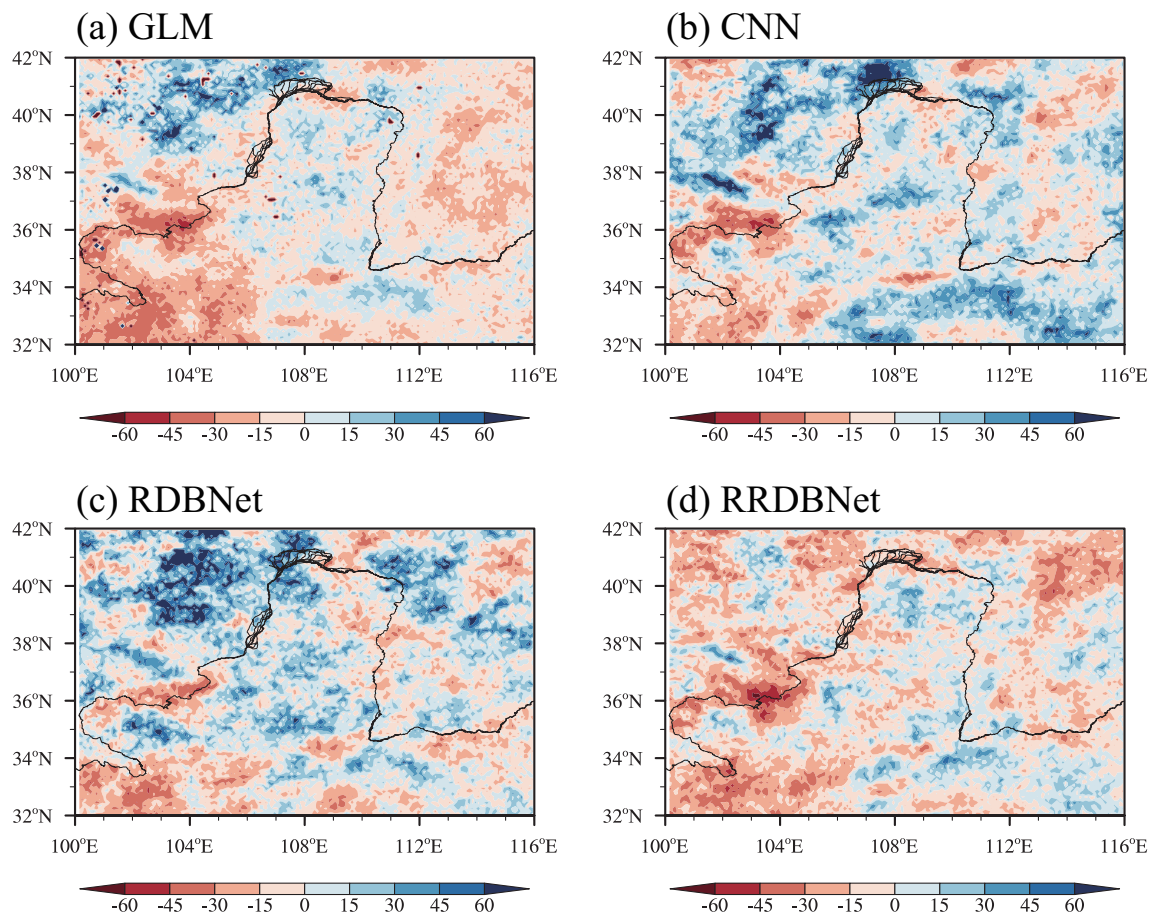 (a) GLM
(b) CNN
42°N
40°N
38°N
36°N
34°N
32°N
100°E 104°E 108°E 112°E 116°E
-60 -45 -30 -15 0 15 30 45 60
42°N
40°N
38°N
36°N
34°N
32°N
100°E 104°E 108°E 112°E 116°E
-60 -45 -30 -15 0 15 30 45 60
(c) RDBNet
(d) RRDBNet
42°N
40°N
38°N
36°N
34°N
32°N
100°E 104°E 108°E 112°E 116°E
-60 -45 -30 -15 0 15 30 45 60
42°N
40°N
38°N
36°N
34°N
32°N
100°E 104°E 108°E 112°E 116°E
-60 -45 -30 -15 0 15 30 45 60